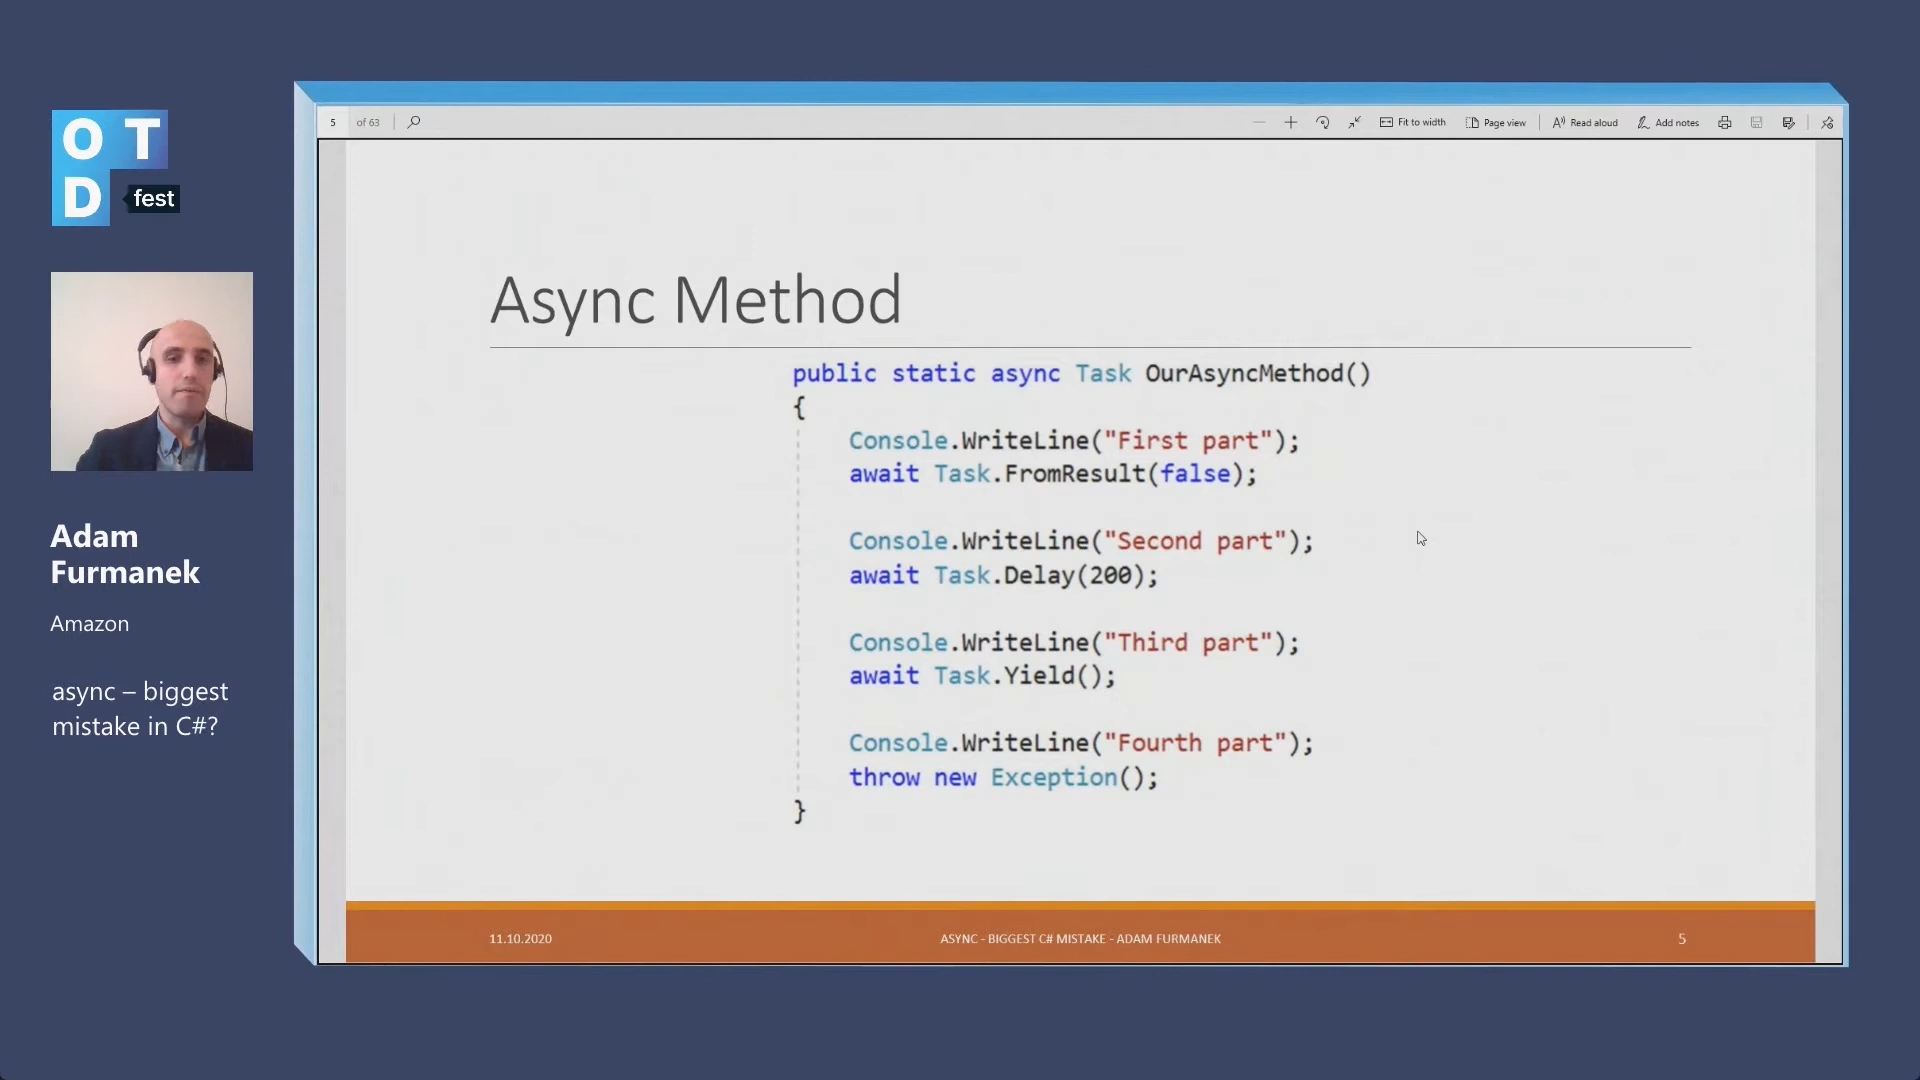 O T
D fest
Adam
Furmanek
Amazon
async – biggest
mistake in C#?
5 of 63
Fit to width
Page view
Read aloud
Add notes
Async Method
public static async Task OurAsyncMethod()
{
Console.WriteLine("First part");
await Task.FromResult(false);
Console.WriteLine("Second part");
await Task.Delay(200);
Console.WriteLine("Third part");
await Task.Yield();
Console.WriteLine("Fourth part");
throw new Exception();
}
11.10.2020
ASYNC - BIGGEST C# MISTAKE - ADAM FURMANEK
5